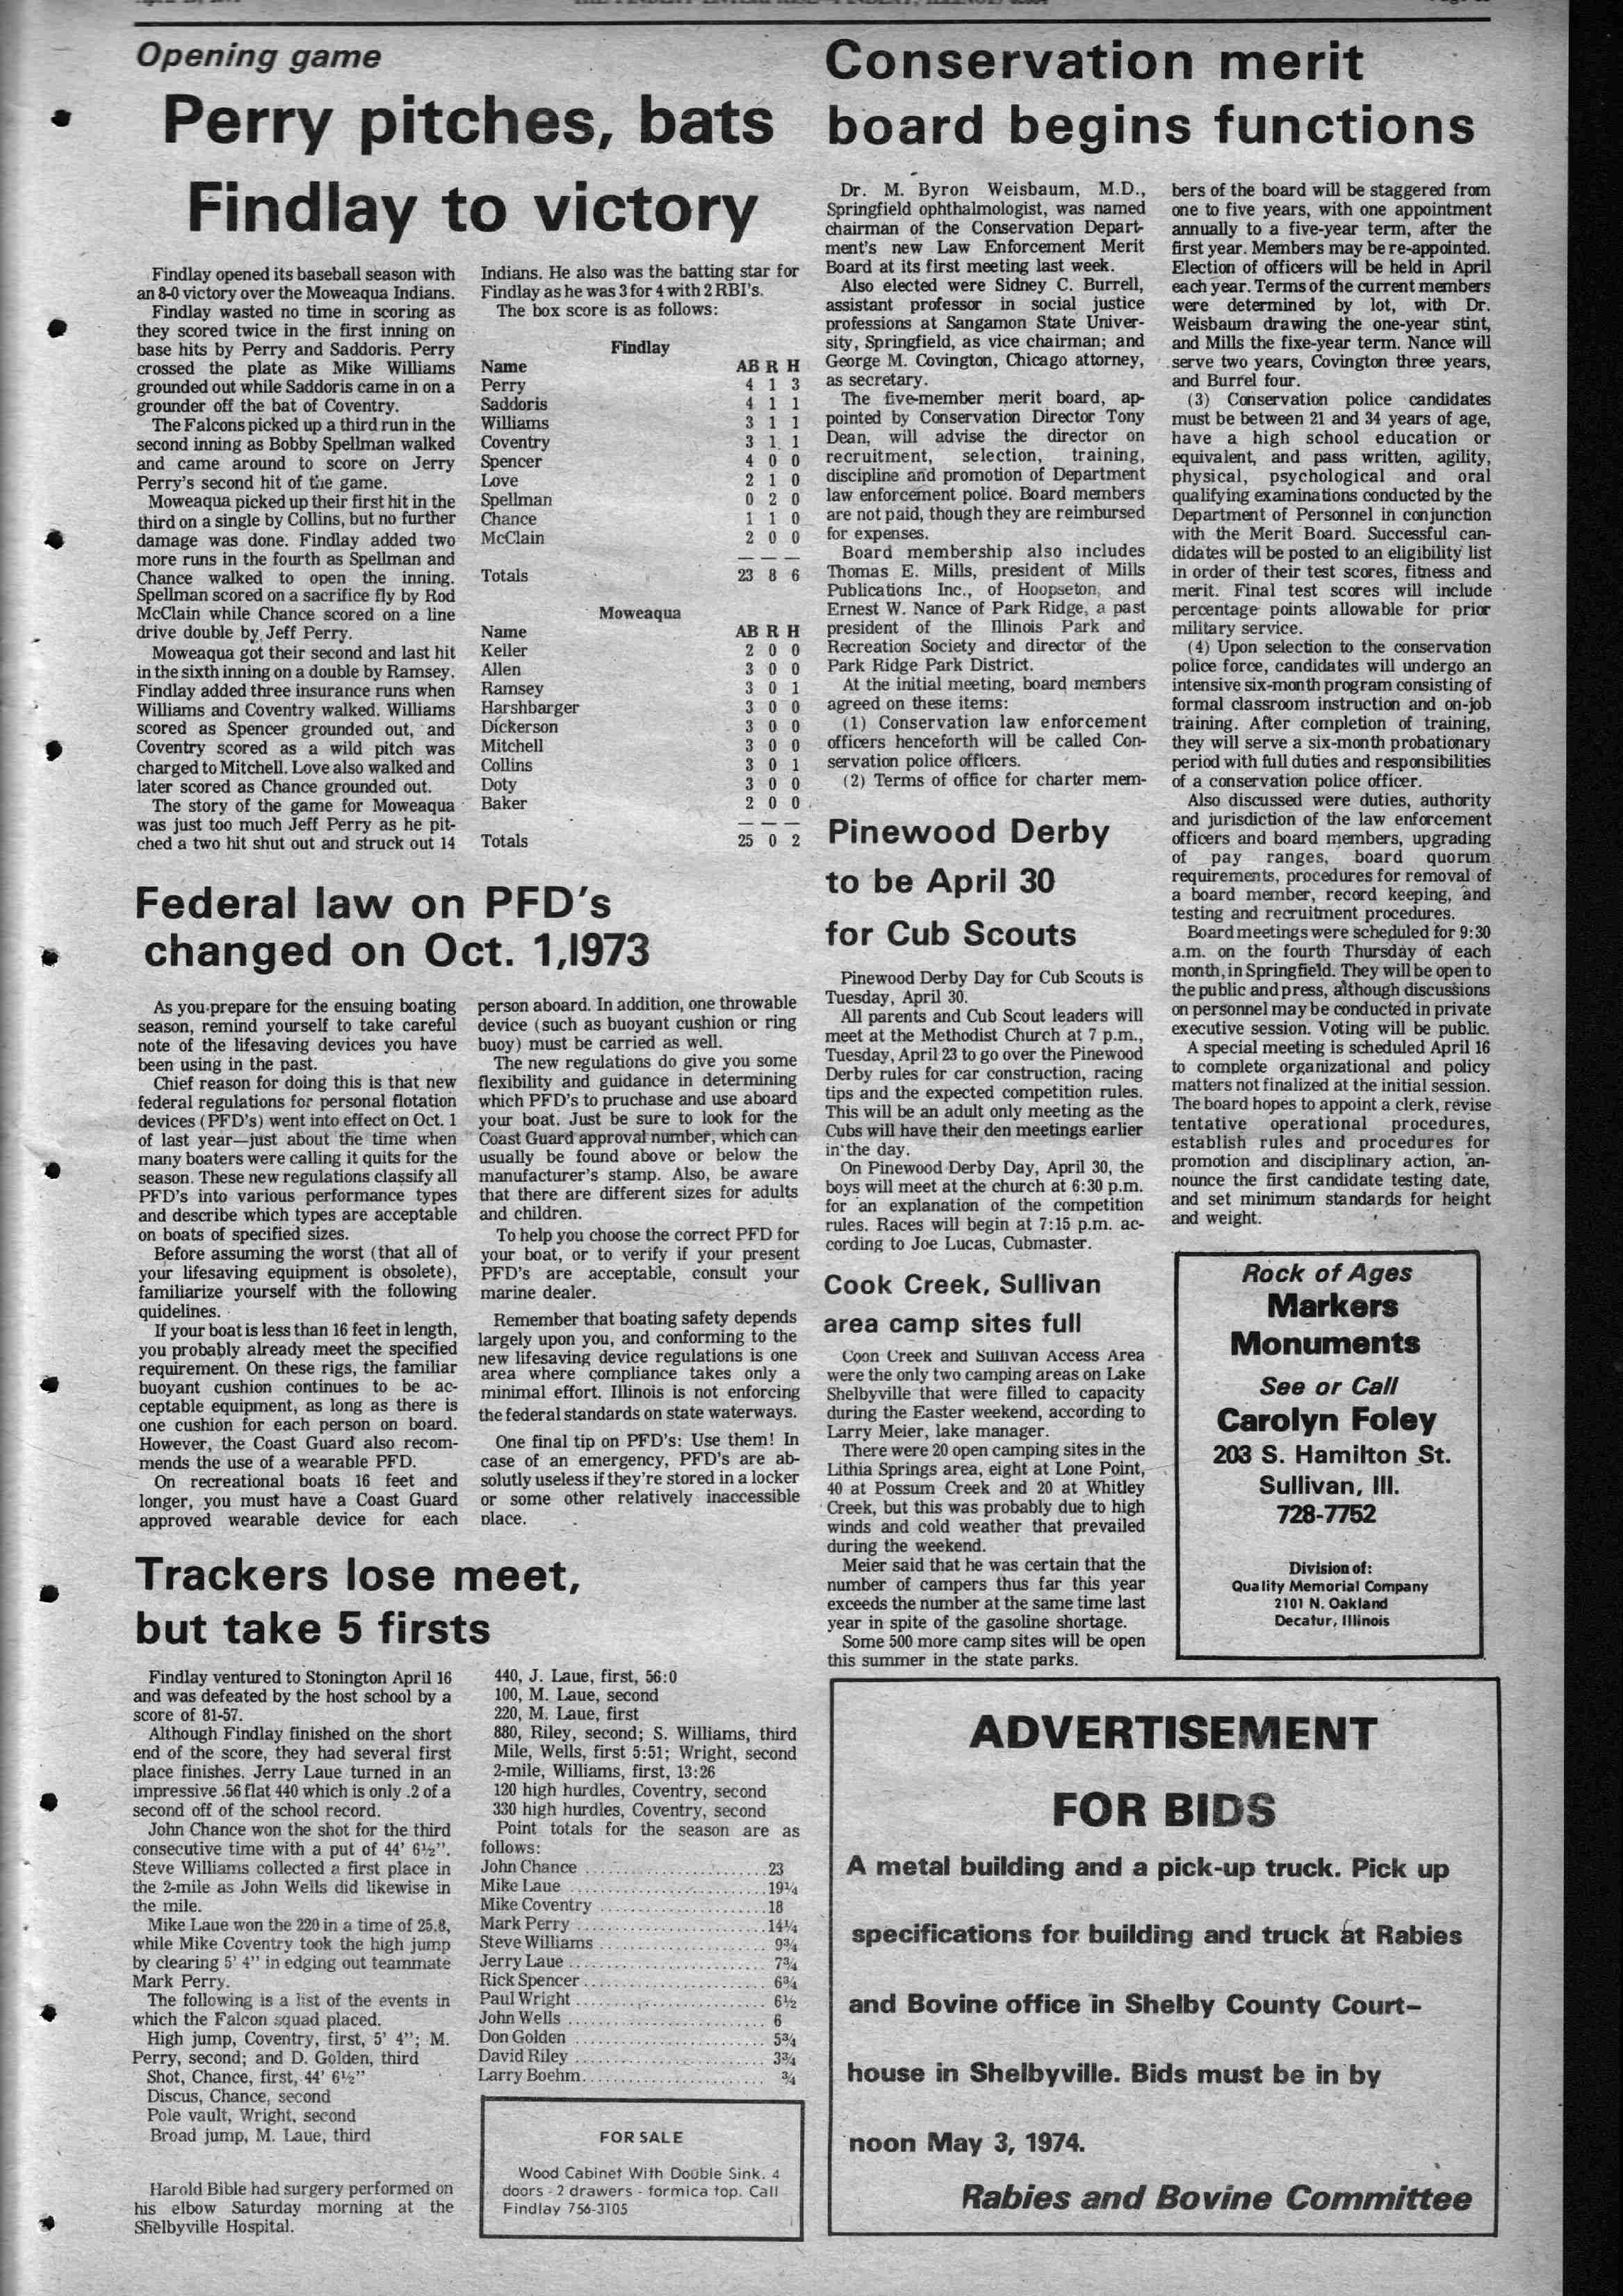 Opening game
Perry pitches, bats
Findlay to victory
Findlay opened its baseball season with
an 8-0 victory over the Moweaqua Indians.
Findlay wasted no time in scoring as
they scored twice in the first inning on
base hits by Perry and Saddoris. Perry
crossed the plate as Mike Williams
grounded out while Saddoris came in on a
grounder off the bat of Coventry.
The Falcons picked up a third run in the
second inning as Bobby Spellman walked
and came around to score on Jerry
Perry's second hit of the game.
Moweaqua picked up their first hit in the
third on a single by Collins, but no further
damage was done. Findlay added two
more runs in the fourth as Spellman and
Chance walked to open the inning.
Spellman scored on a sacrifice fly by Rod
McClain while Chance scored on a line
drive double by Jeff Perry.
Moweaqua got their second and last hit
in the sixth inning on a double by Ramsey.
Findlay added three insurance runs when
Williams and Coventry walked. Williams
scored as Spencer grounded out, and
Coventry scored as a wild pitch was
charged to Mitchell. Love also walked and
later scored as Chance grounded out.
The story of the game for Moweaqua
was just too much Jeff Perry as he pit-
ched a two hit shut out and struck out 14
Indians. He also was the batting star for
Findlay as he was 3 for 4 with 2 RBI's.
The box score is as follows:
Findlay
Name AB R H
Perry 4 1 3
Saddoris 4 1 1
Williams 3 1 1
Coventry 3 1 1
Spencer 4 0 0
Love 2 1 0
Spellman 0 2 0
Chance 1 1 0
McClain 2 0 0
— — —
Totals 23 8 6
Moweaqua
Name AB R H
Keller 2 0 0
Allen 3 0 0
Ramsey 3 0 1
Harshbarger 3 0 0
Dickerson 3 0 0
Mitchell 3 0 0
Collins 3 0 1
Doty 3 0 0
Baker 2 0 0
— — —
Totals 25 0 2
Federal law on PFD's
changed on Oct. 1,1973
As you prepare for the ensuing boating
season, remind yourself to take careful
note of the lifesaving devices you have
been using in the past.
Chief reason for doing this is that new
federal regulations for personal flotation
devices (PFD's) went into effect on Oct. 1
of last year—just about the time when
many boaters were calling it quits for the
season. These new regulations classify all
PFD's into various performance types
and describe which types are acceptable
on boats of specified sizes.
Before assuming the worst (that all of
your lifesaving equipment is obsolete),
familiarize yourself with the following
quidelines.
If your boat is less than 16 feet in length,
you probably already meet the specified
requirement. On these rigs, the familiar
buoyant cushion continues to be ac-
ceptable equipment, as long as there is
one cushion for each person on board.
However, the Coast Guard also recom-
mends the use of a wearable PFD.
On recreational boats 16 feet and
longer, you must have a Coast Guard
approved wearable device for each
person aboard. In addition, one throwable
device (such as buoyant cushion or ring
buoy) must be carried as well.
The new regulations do give you some
flexibility and guidance in determining
which PFD's to pruchase and use aboard
your boat. Just be sure to look for the
Coast Guard approval number, which can
usually be found above or below the
manufacturer's stamp. Also, be aware
that there are different sizes for adults
and children.
To help you choose the correct PFD for
your boat, or to verify if your present
PFD's are acceptable, consult your
marine dealer.
Remember that boating safety depends
largely upon you, and conforming to the
new lifesaving device regulations is one
area where compliance takes only a
minimal effort. Illinois is not enforcing
the federal standards on state waterways.
One final tip on PFD's: Use them! In
case of an emergency, PFD's are ab-
solutly useless if they're stored in a locker
or some other relatively inaccessible
place.
Trackers lose meet,
but take 5 firsts
Findlay ventured to Stonington April 16
and was defeated by the host school by a
score of 81-57.
Although Findlay finished on the short
end of the score, they had several first
place finishes. Jerry Laue turned in an
impressive .56 flat 440 which is only .2 of a
second off of the school record.
John Chance won the shot for the third
consecutive time with a put of 44' 6½".
Steve Williams collected a first place in
the 2-mile as John Wells did likewise in
the mile.
Mike Laue won the 220 in a time of 25.8,
while Mike Coventry took the high jump
by clearing 5' 4" in edging out teammate
Mark Perry.
The following is a list of the events in
which the Falcon squad placed.
High jump, Coventry, first, 5' 4"; M.
Perry, second; and D. Golden, third
Shot, Chance, first, 44' 6½"
Discus, Chance, second
Pole vault, Wright, second
Broad jump, M. Laue, third
Harold Bible had surgery performed on
his elbow Saturday morning at the
Shelbyville Hospital.
440, J. Laue, first, 56:0
100, M. Laue, second
220, M. Laue, first
880, Riley, second; S. Williams, third
Mile, Wells, first 5:51; Wright, second
2-mile, Williams, first, 13:26
120 high hurdles, Coventry, second
330 high hurdles, Coventry, second
Point totals for the season are as
follows:
John Chance 23
Mike Laue 19¼
Mike Coventry 18
Mark Perry 14¼
Steve Williams 9¾
Jerry Laue 7¾
Rick Spencer 6¾
Paul Wright 6½
John Wells 6
Don Golden 5¾
David Riley 3¾
Larry Boehm ¾
FOR SALE
Wood Cabinet With Double Sink. 4
doors - 2 drawers - formica top. Call
Findlay 756-3105
Conservation merit
board begins functions
Dr. M. Byron Weisbaum, M.D.,
Springfield ophthalmologist, was named
chairman of the Conservation Depart-
ment's new Law Enforcement Merit
Board at its first meeting last week.
Also elected were Sidney C. Burrell,
assistant professor in social justice
professions at Sangamon State Univer-
sity, Springfield, as vice chairman; and
George M. Covington, Chicago attorney,
as secretary.
The five-member merit board, ap-
pointed by Conservation Director Tony
Dean, will advise the director on
recruitment, selection, training,
discipline and promotion of Department
law enforcement police. Board members
are not paid, though they are reimbursed
for expenses.
Board membership also includes
Thomas E. Mills, president of Mills
Publications Inc., of Hoopseton, and
Ernest W. Nance of Park Ridge, a past
president of the Illinois Park and
Recreation Society and director of the
Park Ridge Park District.
At the initial meeting, board members
agreed on these items:
(1) Conservation law enforcement
officers henceforth will be called Con-
servation police officers.
(2) Terms of office for charter mem-
bers of the board will be staggered from
one to five years, with one appointment
annually to a five-year term, after the
first year. Members may be re-appointed.
Election of officers will be held in April
each year. Terms of the current members
were determined by lot, with Dr.
Weisbaum drawing the one-year stint,
and Mills the fixe-year term. Nance will
serve two years, Covington three years,
and Burrel four.
(3) Conservation police candidates
must be between 21 and 34 years of age,
have a high school education or
equivalent, and pass written, agility,
physical, psychological and oral
qualifying examinations conducted by the
Department of Personnel in conjunction
with the Merit Board. Successful can-
didates will be posted to an eligibility list
in order of their test scores, fitness and
merit. Final test scores will include
percentage points allowable for prior
military service.
(4) Upon selection to the conservation
police force, candidates will undergo an
intensive six-month program consisting of
formal classroom instruction and on-job
training. After completion of training,
they will serve a six-month probationary
period with full duties and responsibilities
of a conservation police officer.
Also discussed were duties, authority
and jurisdiction of the law enforcement
officers and board members, upgrading
of pay ranges, board quorum
requirements, procedures for removal of
a board member, record keeping, and
testing and recruitment procedures.
Board meetings were scheduled for 9:30
a.m. on the fourth Thursday of each
month, in Springfield. They will be open to
the public and press, although discussions
on personnel may be conducted in private
executive session. Voting will be public.
A special meeting is scheduled April 16
to complete organizational and policy
matters not finalized at the initial session.
The board hopes to appoint a clerk, revise
tentative operational procedures,
establish rules and procedures for
promotion and disciplinary action, an-
nounce the first candidate testing date,
and set minimum standards for height
and weight.
Pinewood Derby
to be April 30
for Cub Scouts
Pinewood Derby Day for Cub Scouts is
Tuesday, April 30.
All parents and Cub Scout leaders will
meet at the Methodist Church at 7 p.m.,
Tuesday, April 23 to go over the Pinewood
Derby rules for car construction, racing
tips and the expected competition rules.
This will be an adult only meeting as the
Cubs will have their den meetings earlier
in the day.
On Pinewood Derby Day, April 30, the
boys will meet at the church at 6:30 p.m.
for an explanation of the competition
rules. Races will begin at 7:15 p.m. ac-
cording to Joe Lucas, Cubmaster.
Cook Creek, Sullivan
area camp sites full
Coon Creek and Sullivan Access Area
were the only two camping areas on Lake
Shelbyville that were filled to capacity
during the Easter weekend, according to
Larry Meier, lake manager.
There were 20 open camping sites in the
Lithia Springs area, eight at Lone Point,
40 at Possum Creek and 20 at Whitley
Creek, but this was probably due to high
winds and cold weather that prevailed
during the weekend.
Meier said that he was certain that the
number of campers thus far this year
exceeds the number at the same time last
year in spite of the gasoline shortage.
Some 500 more camp sites will be open
this summer in the state parks.
Rock of Ages
Markers
Monuments
See or Call
Carolyn Foley
203 S. Hamilton St.
Sullivan, Ill.
728-7752
Division of:
Quality Memorial Company
2101 N. Oakland
Decatur, Illinois
ADVERTISEMENT
FOR BIDS
A metal building and a pick-up truck. Pick up
specifications for building and truck at Rabies
and Bovine office in Shelby County Court-
house in Shelbyville. Bids must be in by
noon May 3, 1974.
Rabies and Bovine Committee